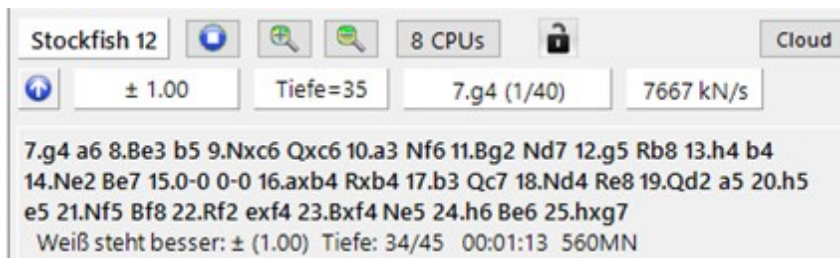 Stockfish 12 8 CPUs Cloud
± 1.00 Tiefe=35 7.g4 (1/40) 7667 kN/s
7.g4 a6 8.Be3 b5 9.Nxc6 Qxc6 10.a3 Nf6 11.Bg2 Nd7 12.g5 Rb8 13.h4 b4
14.Ne2 Be7 15.0-0 0-0 16.axb4 Rxb4 17.b3 Qc7 18.Nd4 Re8 19.Qd2 a5 20.h5
e5 21.Nf5 Bf8 22.Rf2 exf4 23.Bxf4 Ne5 24.h6 Be6 25.hxg7
Weiß steht besser: ± (1.00) Tiefe: 34/45 00:01:13 560MN